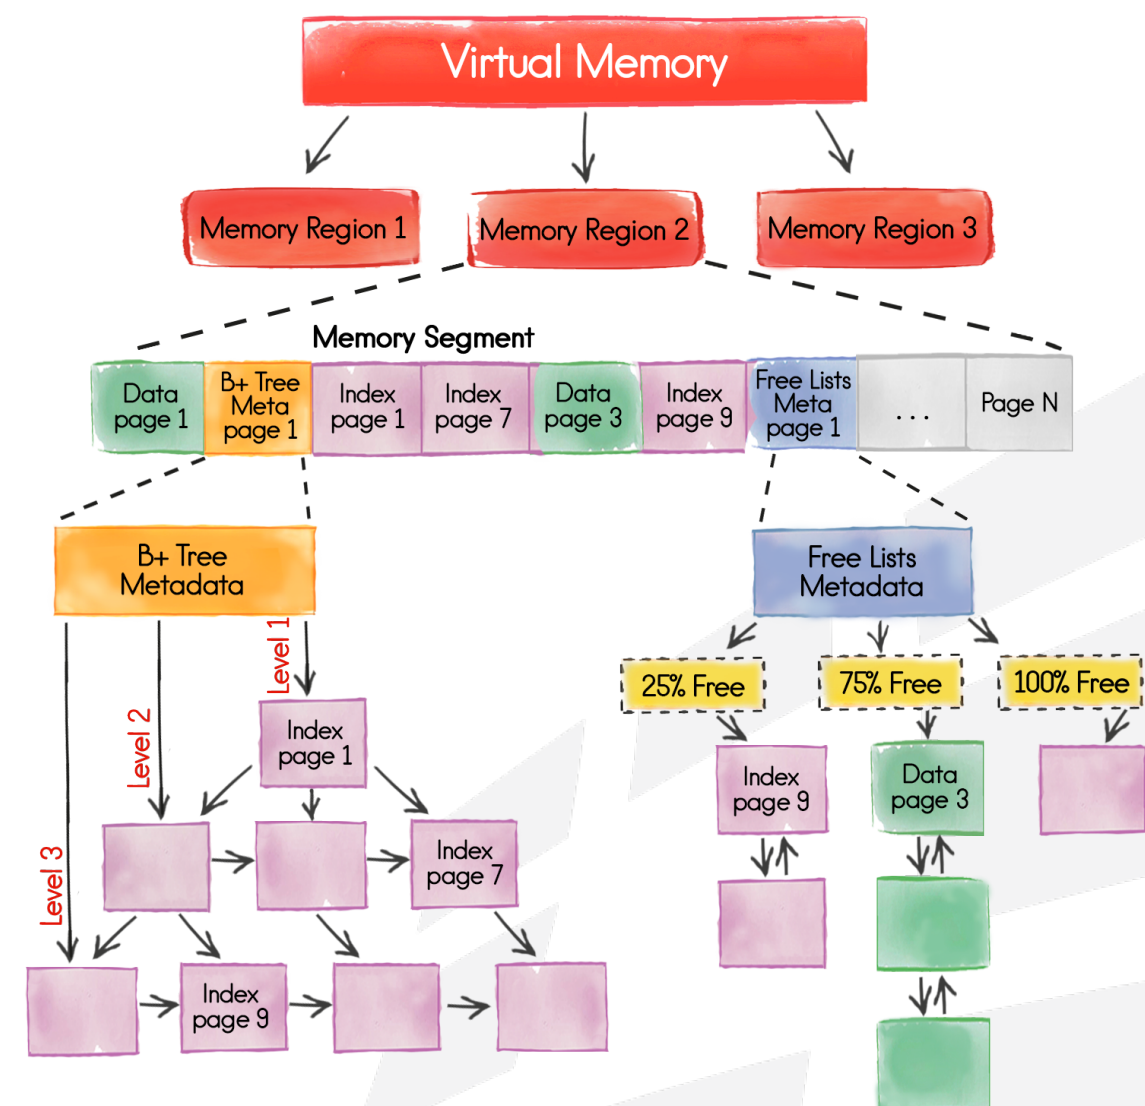 Virtual Memory
Memory Region 1
Memory Region 2
Memory Region 3
Memory Segment
Data
page 1
B+ Tree
Meta
page 1
Index
page 1
Index
page 7
Data
page 3
Index
page 9
Free Lists
Meta
page 1
...
Page N
B+ Tree
Metadata
Level 1
Level 2
Level 3
Index
page 1
Index
page 7
Index
page 9
Free Lists
Metadata
25% Free
75% Free
100% Free
Index
page 9
Data
page 3